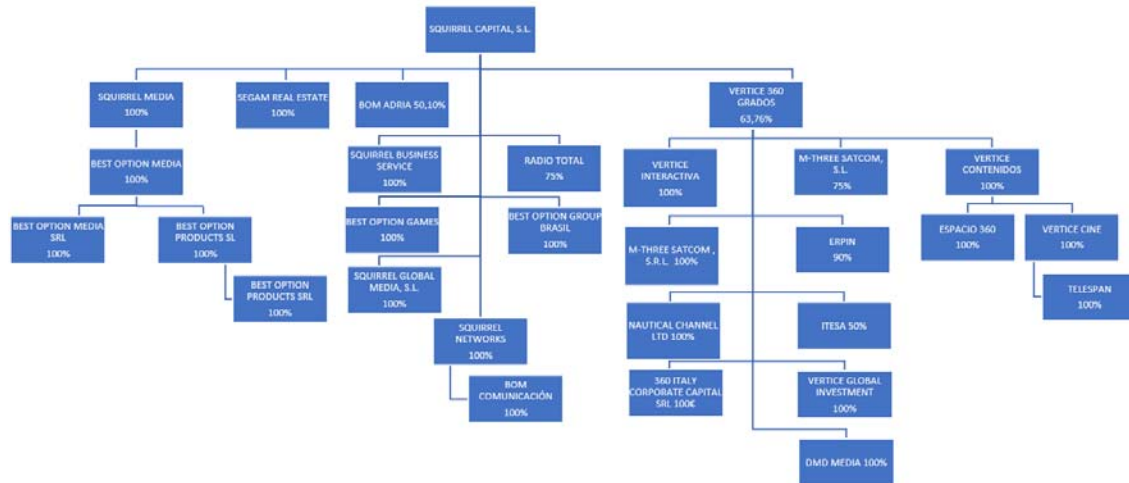 SQUIRREL CAPITAL, S.L.
SQUIRREL MEDIA
100%
SEGAM REAL ESTATE
100%
BOM ADRIA 50,10%
VERTICE 360
GRADOS
63,76%
BEST OPTION MEDIA
100%
SQUIRREL BUSINESS
SERVICE
100%
RADIO TOTAL
75%
VERTICE
INTERACTIVA
100%
M-THREE SATCOM,
S.L.
75%
VERTICE
CONTENIDOS
100%
BEST OPTION MEDIA
SRL
100%
BEST OPTION
PRODUCTS SL
100%
BEST OPTION GAMES
100%
BEST OPTION GROUP
BRASIL
100%
M-THREE SATCOM ,
S.R.L. 100%
ERPIN
90%
ESPACIO 360
100%
VERTICE CINE
100%
BEST OPTION
PRODUCTS SRL
100%
SQUIRREL GLOBAL
MEDIA, S.L.
100%
TELESPAN
100%
SQUIRREL
NETWORKS
100%
NAUTICAL CHANNEL
LTD 100%
ITESA 50%
BOM
COMUNICACIÓN
100%
360 ITALY
CORPORATE CAPITAL
SRL 100€
VERTICE GLOBAL
INVESTMENT
100%
DMD MEDIA 100%